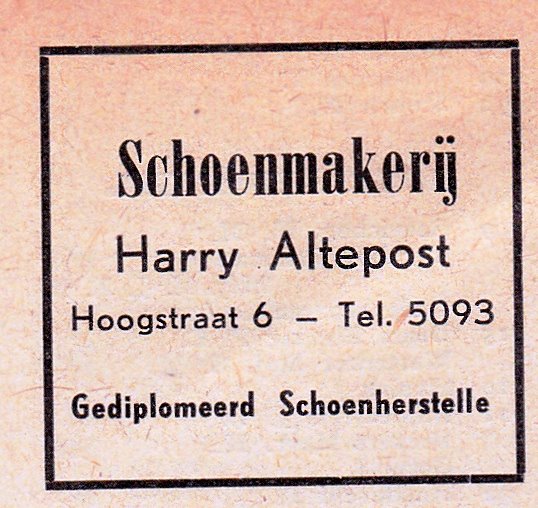 Schoenmakerij
Harry Altepost
Hoogstraat 6 — Tel. 5093
Gediplomeerd Schoenherstelle